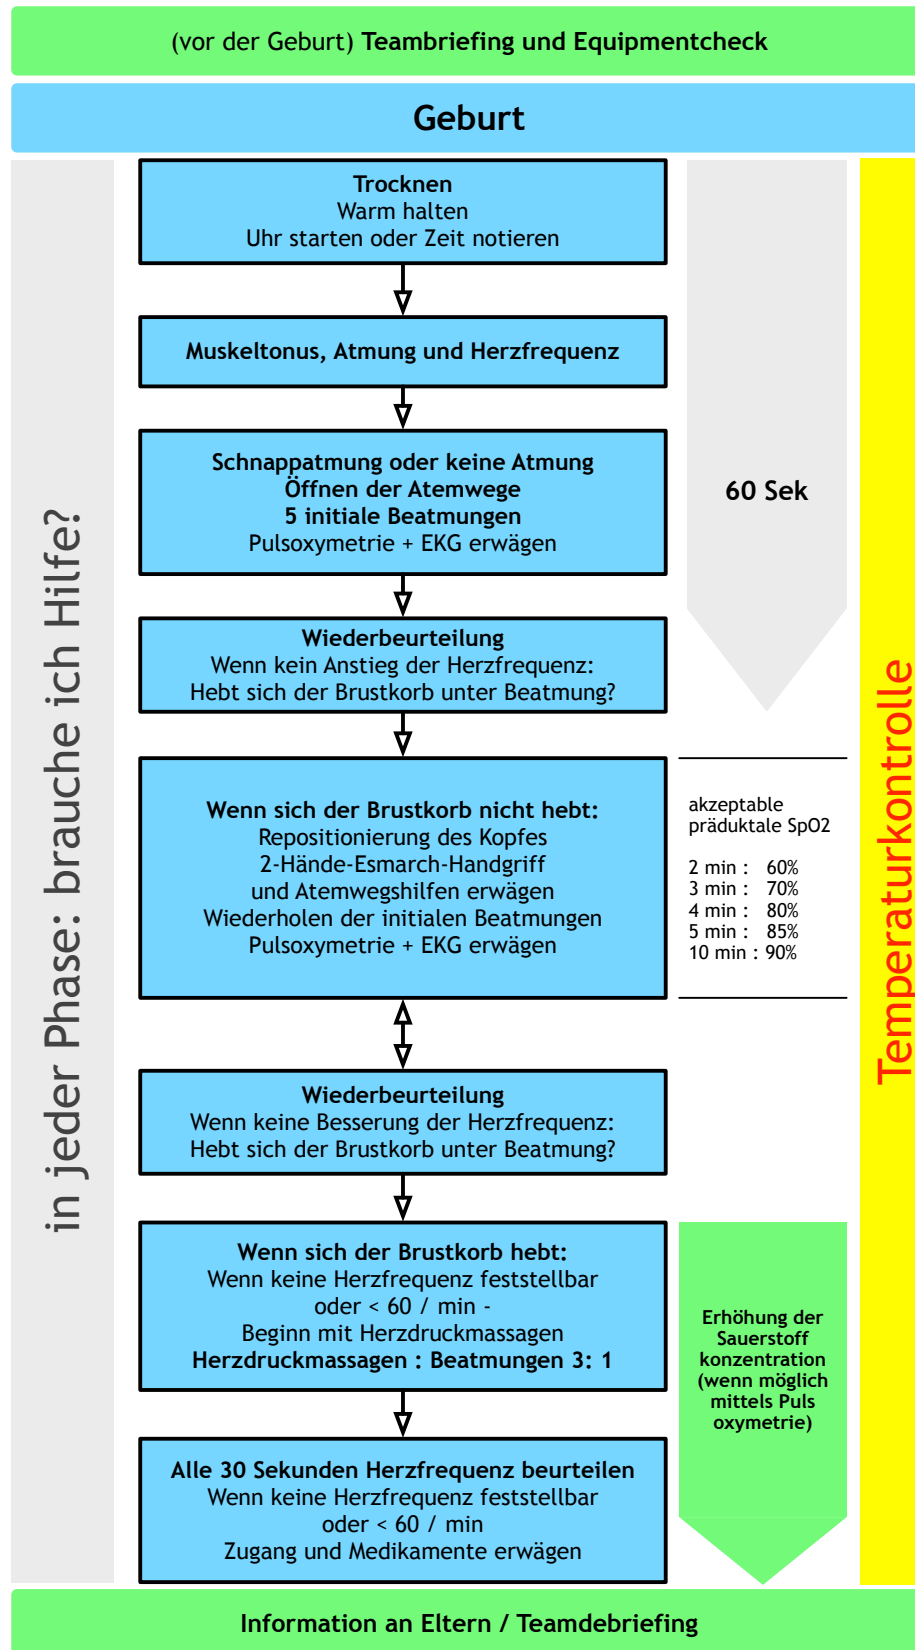 (vor der Geburt) Teambriefing und Equipmentcheck
Geburt
in jeder Phase: brauche ich Hilfe?
Trocknen
Warm halten
Uhr starten oder Zeit notieren
Muskeltonus, Atmung und Herzfrequenz
Schnappatmung oder keine Atmung
Öffnen der Atemwege
5 initiale Beatmungen
Pulsoxymetrie + EKG erwägen
60 Sek
Wiederbeurteilung
Wenn kein Anstieg der Herzfrequenz:
Hebt sich der Brustkorb unter Beatmung?
Wenn sich der Brustkorb nicht hebt:
Repositionierung des Kopfes
2-Hände-Esmarch-Handgriff
und Atemwegshilfen erwägen
Wiederholen der initialen Beatmungen
Pulsoxymetrie + EKG erwägen
akzeptable
präduktale SpO2
2 min : 60%
3 min : 70%
4 min : 80%
5 min : 85%
10 min : 90%
Wiederbeurteilung
Wenn keine Besserung der Herzfrequenz:
Hebt sich der Brustkorb unter Beatmung?
Wenn sich der Brustkorb hebt:
Wenn keine Herzfrequenz feststellbar
oder < 60 / min -
Beginn mit Herzdruckmassagen
Herzdruckmassagen : Beatmungen 3: 1
Erhöhung der
Sauerstoff
konzentration
(wenn möglich
mittels Puls
oxymetrie)
Alle 30 Sekunden Herzfrequenz beurteilen
Wenn keine Herzfrequenz feststellbar
oder < 60 / min
Zugang und Medikamente erwägen
Temperaturkontrolle
Information an Eltern / Teamdebriefing